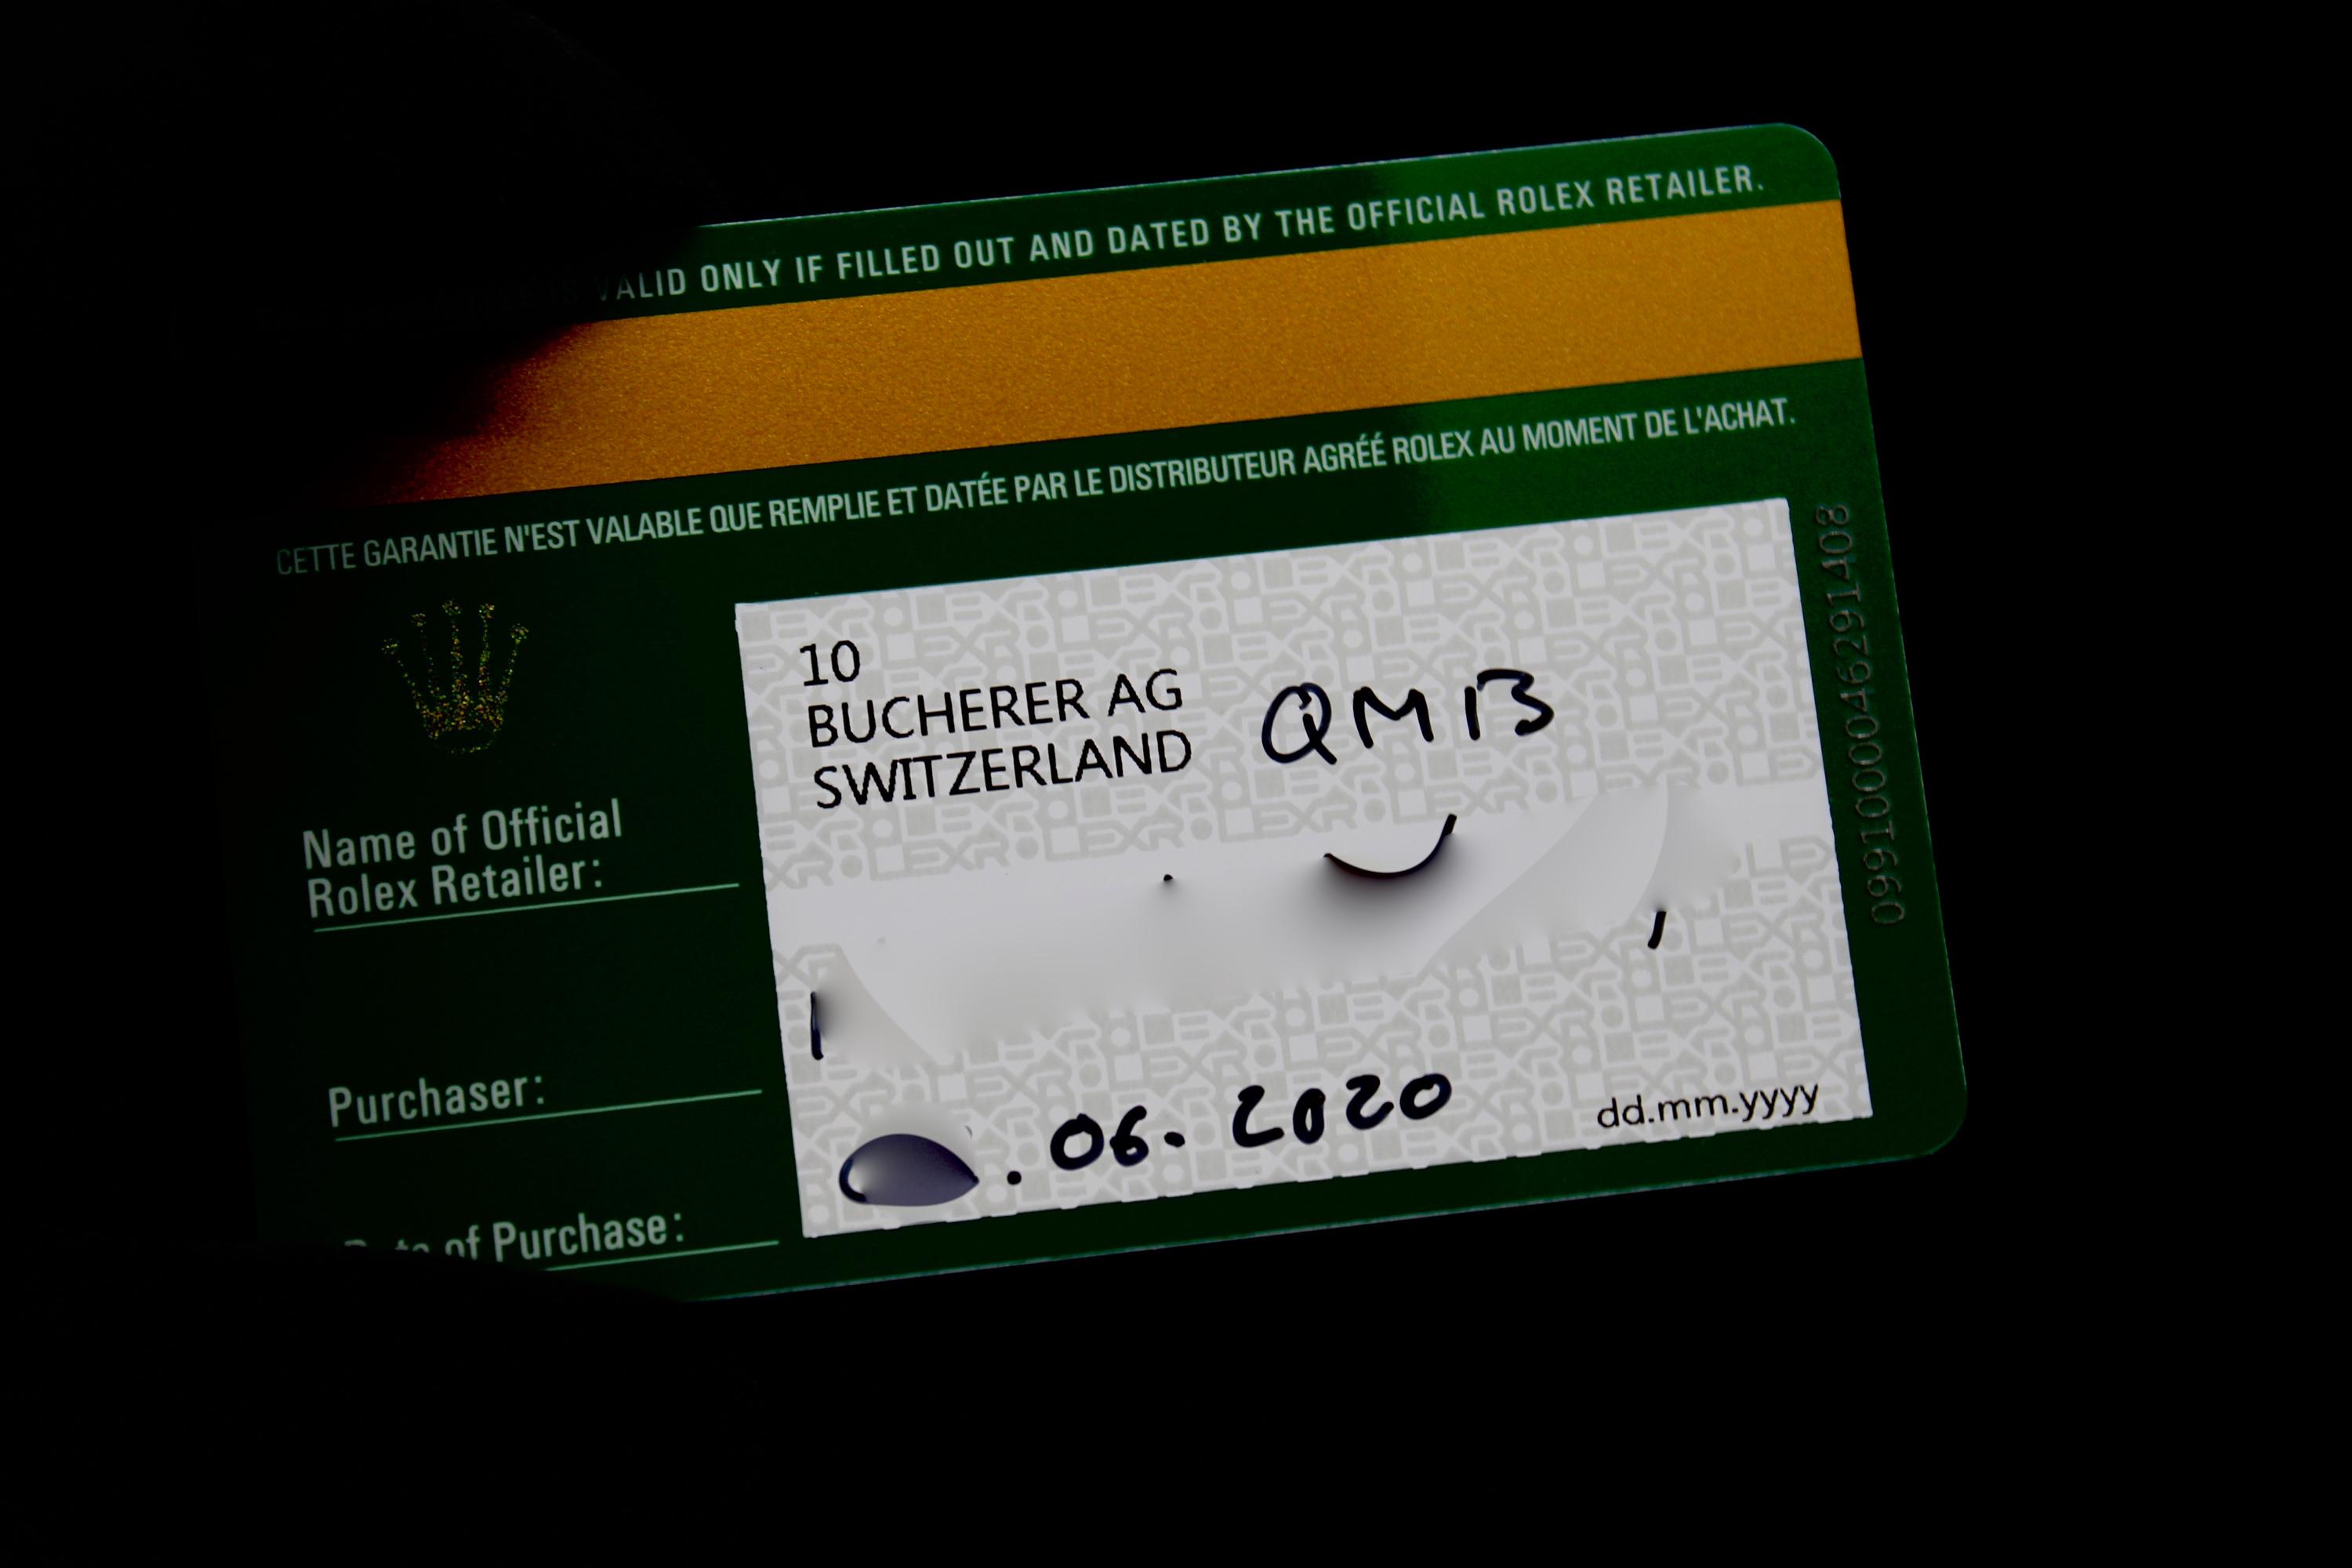 IS VALID ONLY IF FILLED OUT AND DATED BY THE OFFICIAL ROLEX RETAILER.
CETTE GARANTIE N'EST VALABLE QUE REMPLIE ET DATÉE PAR LE DISTRIBUTEUR AGRÉÉ ROLEX AU MOMENT DE L'ACHAT.
10
BUCHERER AG
SWITZERLAND
QM13
Name of Official
Rolex Retailer:
Purchaser:
Date of Purchase:
. 06. 2020
dd.mm.yyyy
0991000046291408